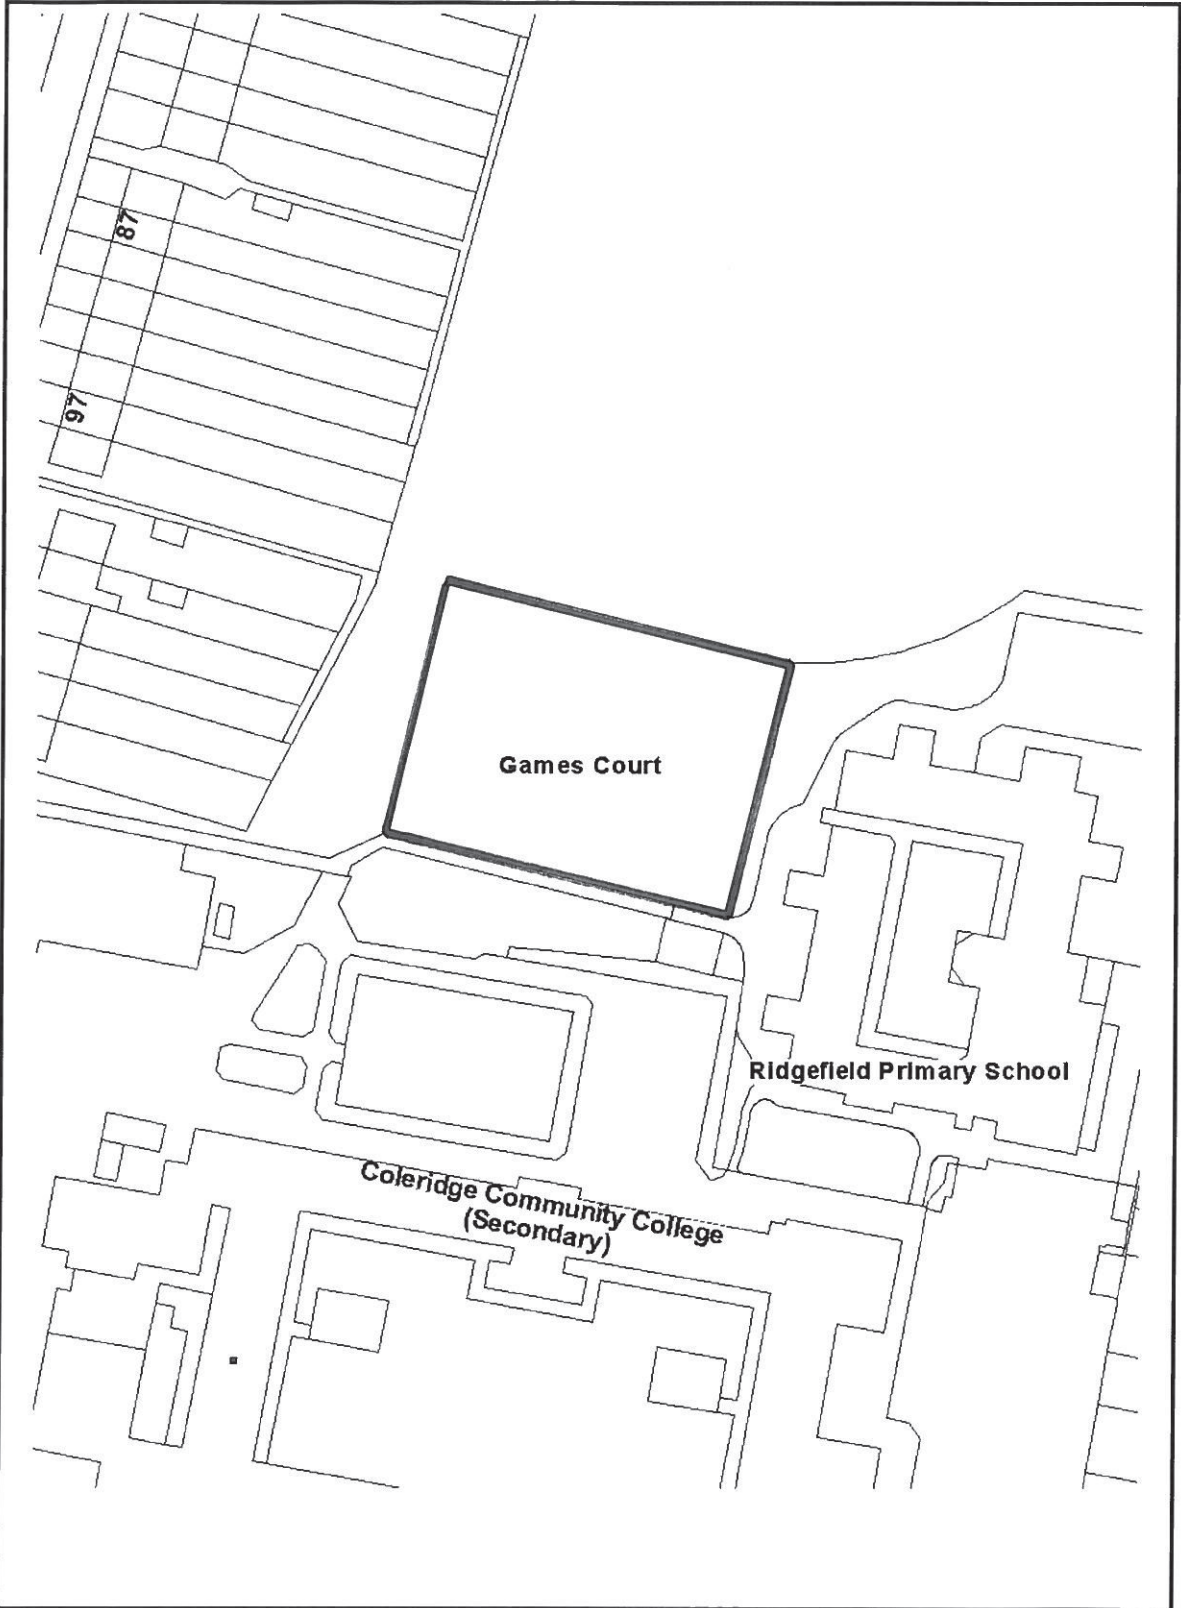 87
97
Games Court
Ridgefield Primary School
Coleridge Community College
(Secondary)